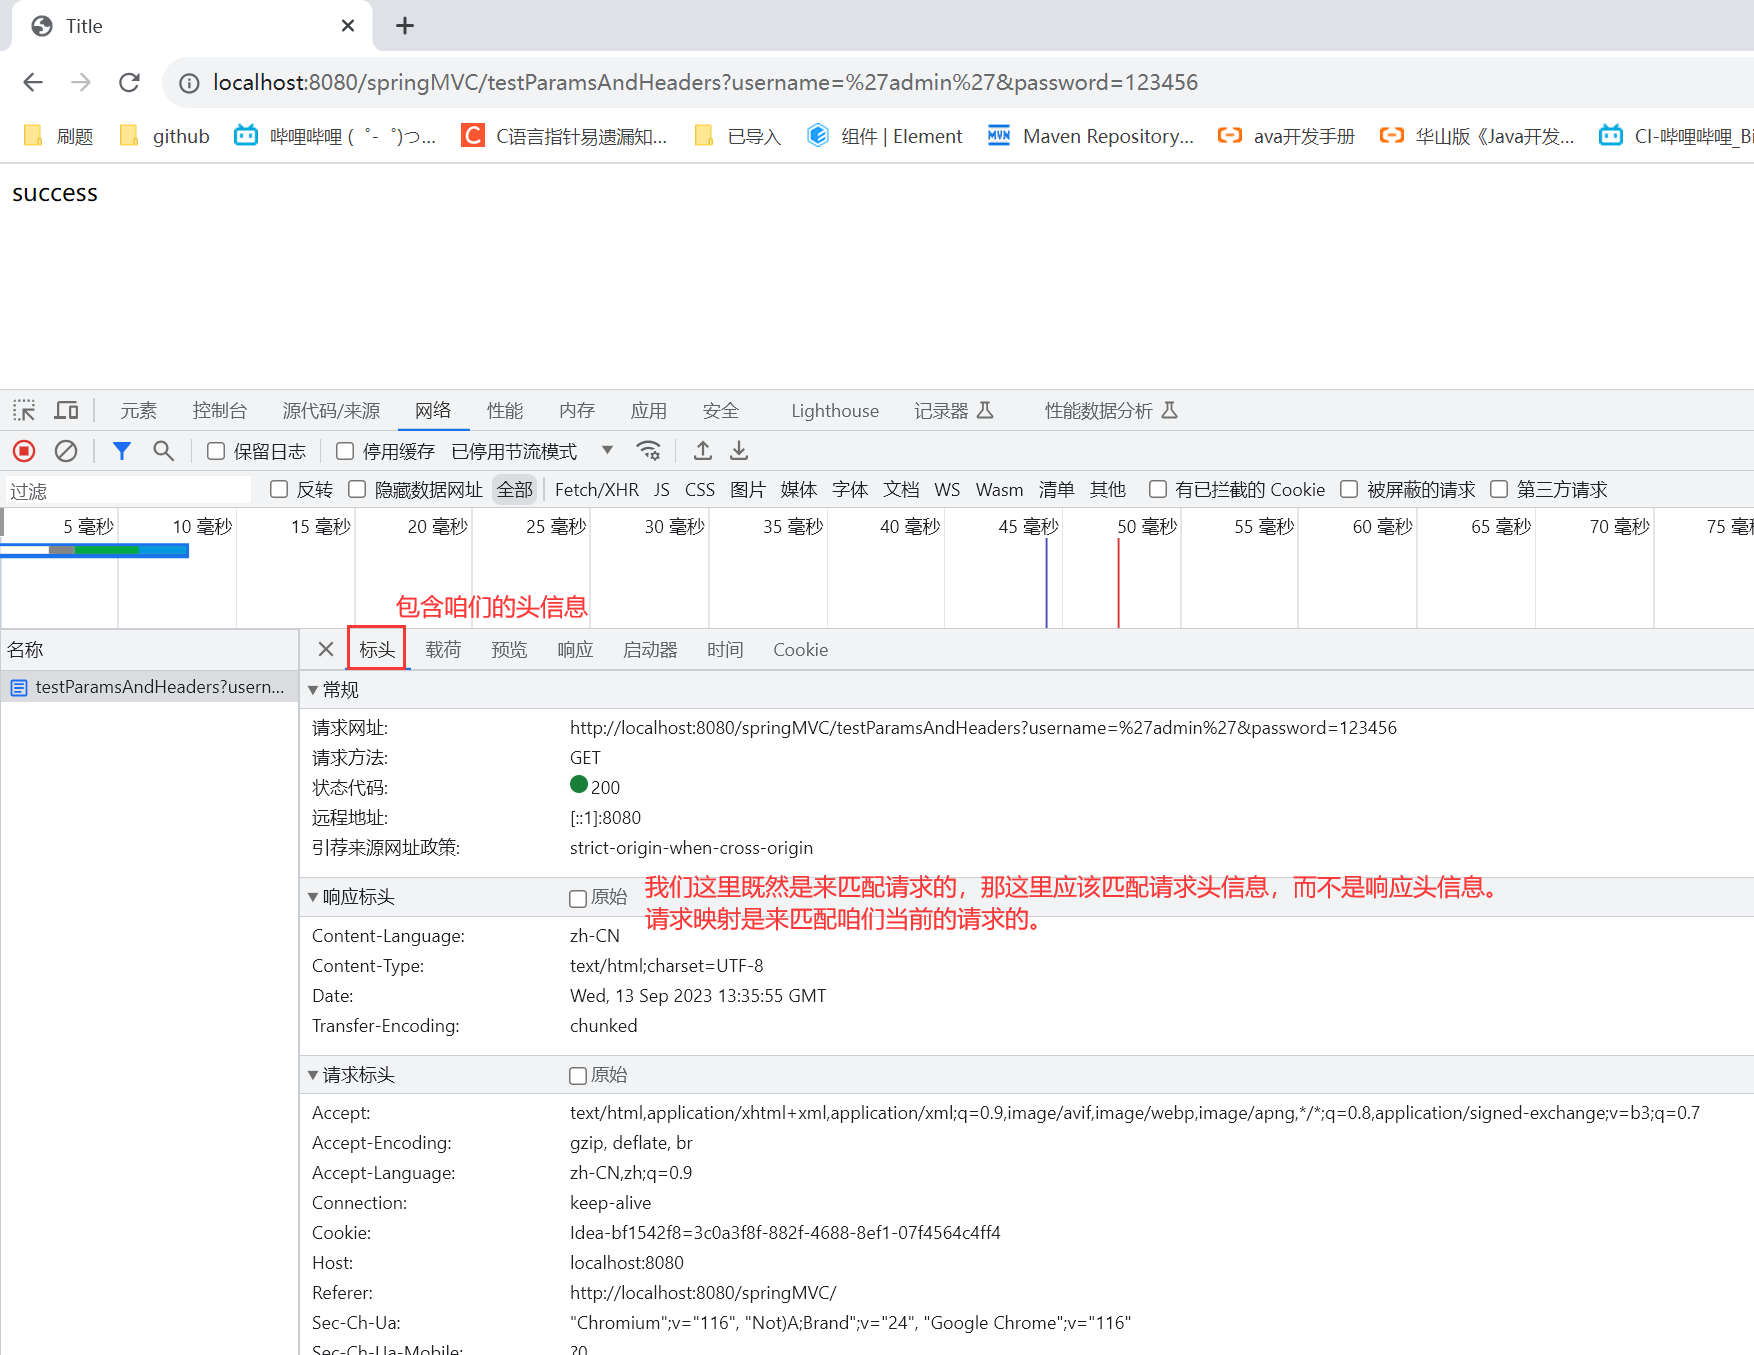 Title
localhost:8080/springMVC/testParamsAndHeaders?username=%27admin%27&password=123456
刷题 github 哔哩哔哩 ( ゜- ゜)つ... C语言指针易遗漏知... 已导入 组件 | Element Maven Repository... ava开发手册 华山版《Java开发... CI-哔哩哔哩_Bi
success
元素 控制台 源代码/来源 网络 性能 内存 应用 安全 Lighthouse 记录器 性能数据分析
保留日志 停用缓存 已停用节流模式
过滤 反转 隐藏数据网址 全部 Fetch/XHR JS CSS 图片 媒体 字体 文档 WS Wasm 清单 其他 有已拦截的 Cookie 被屏蔽的请求 第三方请求
5 毫秒 10 毫秒 15 毫秒 20 毫秒 25 毫秒 30 毫秒 35 毫秒 40 毫秒 45 毫秒 50 毫秒 55 毫秒 60 毫秒 65 毫秒 70 毫秒 75 毫秒
包含咱们的头信息
名称 标头 载荷 预览 响应 启动器 时间 Cookie
testParamsAndHeaders?usern...
常规
请求网址: http://localhost:8080/springMVC/testParamsAndHeaders?username=%27admin%27&password=123456
请求方法: GET
状态代码: 200
远程地址: [::1]:8080
引荐来源网址政策: strict-origin-when-cross-origin
响应标头 原始
我们这里既然是来匹配请求的，那这里应该匹配请求头信息，而不是响应头信息。
请求映射是来匹配咱们当前的请求的。
Content-Language: zh-CN
Content-Type: text/html;charset=UTF-8
Date: Wed, 13 Sep 2023 13:35:55 GMT
Transfer-Encoding: chunked
请求标头 原始
Accept: text/html,application/xhtml+xml,application/xml;q=0.9,image/avif,image/webp,image/apng,*/*;q=0.8,application/signed-exchange;v=b3;q=0.7
Accept-Encoding: gzip, deflate, br
Accept-Language: zh-CN,zh;q=0.9
Connection: keep-alive
Cookie: Idea-bf1542f8=3c0a3f8f-882f-4688-8ef1-07f4564c4ff4
Host: localhost:8080
Referer: http://localhost:8080/springMVC/
Sec-Ch-Ua: "Chromium";v="116", "Not)A;Brand";v="24", "Google Chrome";v="116"
Sec-Ch-Ua-Mobile: ?0